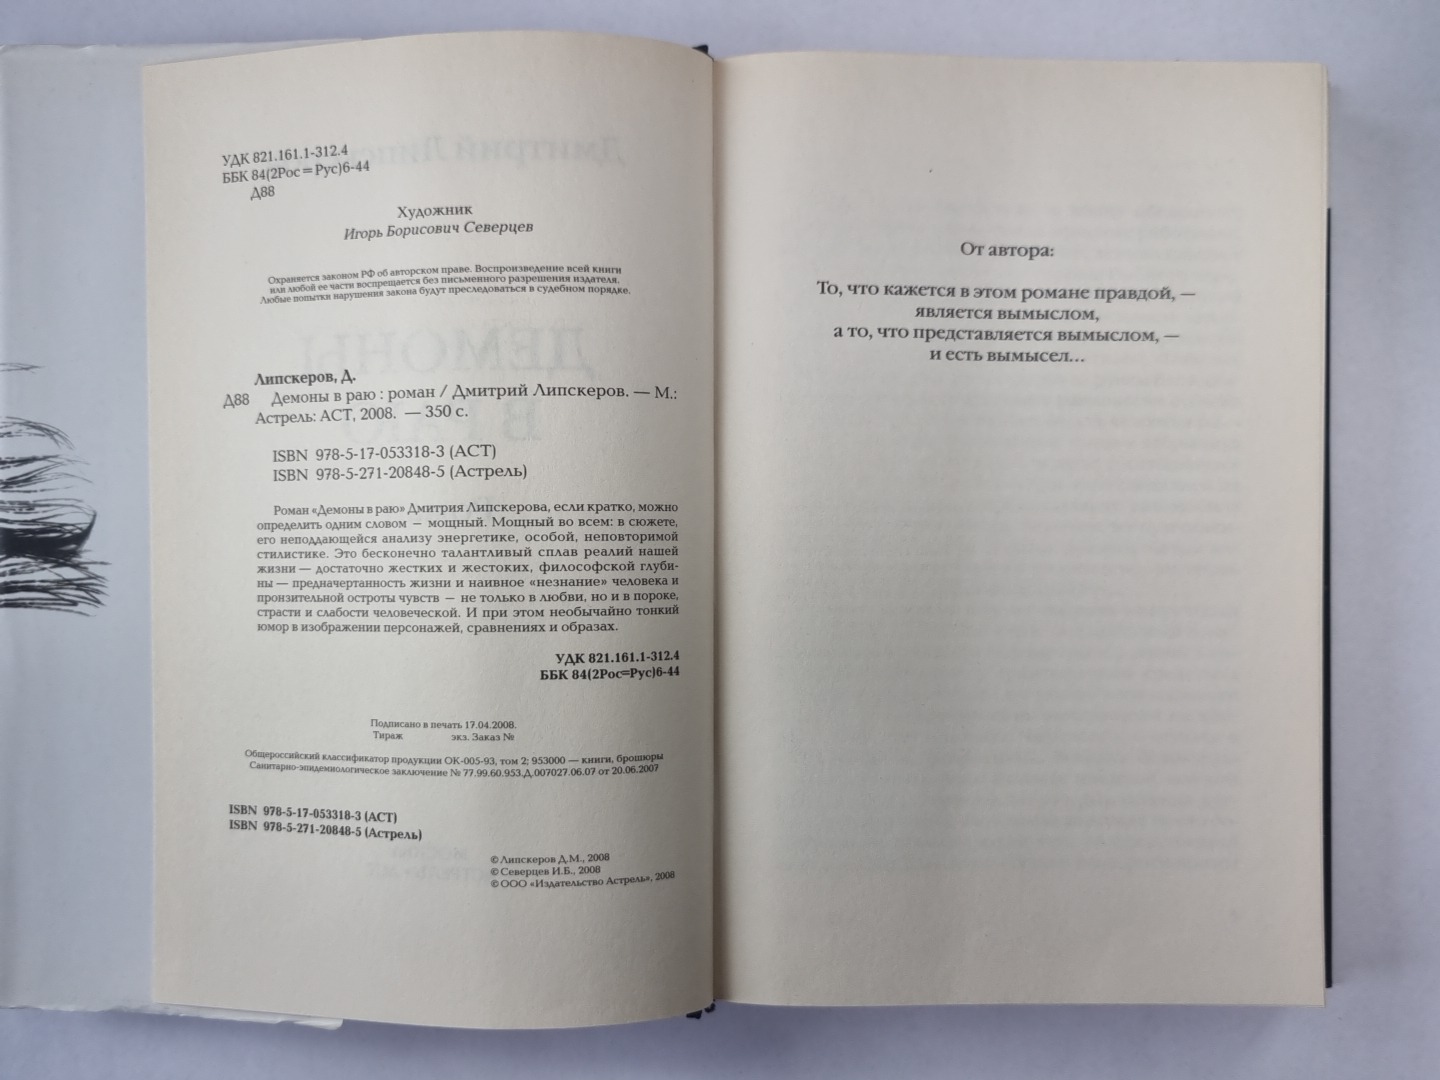 УДК 821.161.1-312.4
ББК 84(2Рос=Рус)6-44
Д88
Художник
Игорь Борисович Северцев
Охраняется законом РФ об авторском праве. Воспроизведение всей книги
или любой ее части воспрещается без письменного разрешения издателя.
Любые попытки нарушения закона будут преследоваться в судебном порядке.
Липскеров, Д.
Д88 Демоны в раю : роман / Дмитрий Липскеров. — М.:
Астрель: АСТ, 2008. — 350 с.
ISBN 978-5-17-053318-3 (АСТ)
ISBN 978-5-271-20848-5 (Астрель)
Роман «Демоны в раю» Дмитрия Липскерова, если кратко, можно
определить одним словом — мощный. Мощный во всем: в сюжете,
его неподдающейся анализу энергетике, особой, неповторимой
стилистике. Это бесконечно талантливый сплав реалий нашей
жизни — достаточно жестких и жестоких, философской глуби-
ны — предначертанность жизни и наивное «незнание» человека и
пронзительной остроты чувств — не только в любви, но и в пороке,
страсти и слабости человеческой. И при этом необычайно тонкий
юмор в изображении персонажей, сравнениях и образах.
УДК 821.161.1-312.4
ББК 84(2Рос=Рус)6-44
Подписано в печать 17.04.2008.
Тираж экз. Заказ №
Общероссийский классификатор продукции ОК-005-93, том 2; 953000 — книги, брошюры
Санитарно-эпидемиологическое заключение № 77.99.60.953.Д.007027.06.07 от 20.06.2007
ISBN 978-5-17-053318-3 (АСТ)
ISBN 978-5-271-20848-5 (Астрель)
© Липскеров Д.М., 2008
© Северцев И.Б., 2008
© ООО «Издательство Астрель», 2008
От автора:
То, что кажется в этом романе правдой, —
является вымыслом,
а то, что представляется вымыслом, —
и есть вымысел...